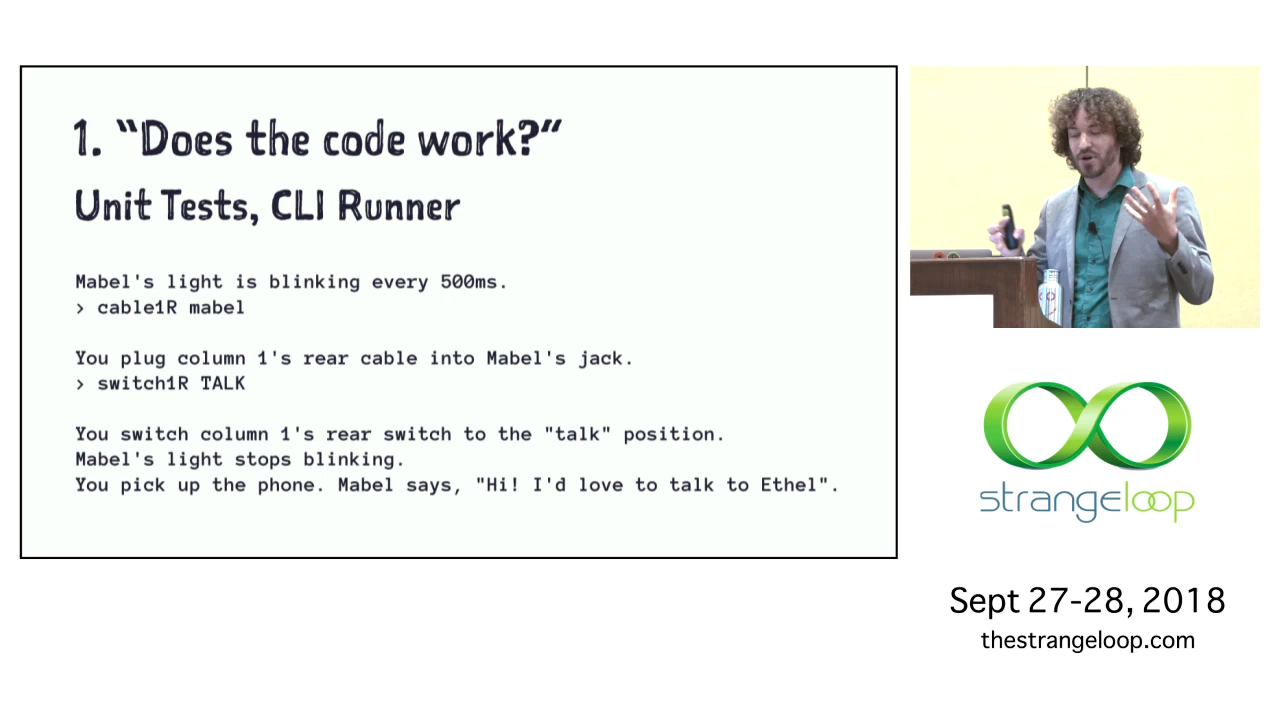 1. “Does the code work?”
Unit Tests, CLI Runner
Mabel's light is blinking every 500ms.
> cable1R mabel
You plug column 1's rear cable into Mabel's jack.
> switch1R TALK
You switch column 1's rear switch to the "talk" position.
Mabel's light stops blinking.
You pick up the phone. Mabel says, "Hi! I'd love to talk to Ethel".
strangeloop
Sept 27-28, 2018
thestrangeloop.com